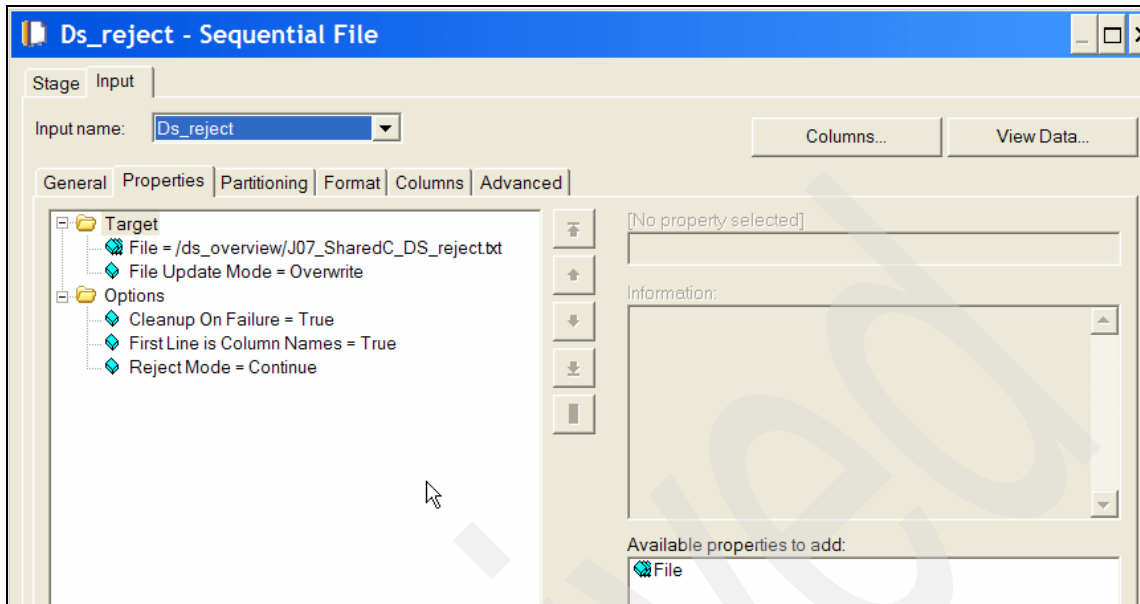 Ds_reject - Sequential File
Stage Input
Input name: Ds_reject Columns... View Data...
General Properties Partitioning Format Columns Advanced
Target
File = /ds_overview/J07_SharedC_DS_reject.txt
File Update Mode = Overwrite
Options
Cleanup On Failure = True
First Line is Column Names = True
Reject Mode = Continue
[No property selected]
Information:
Available properties to add:
File